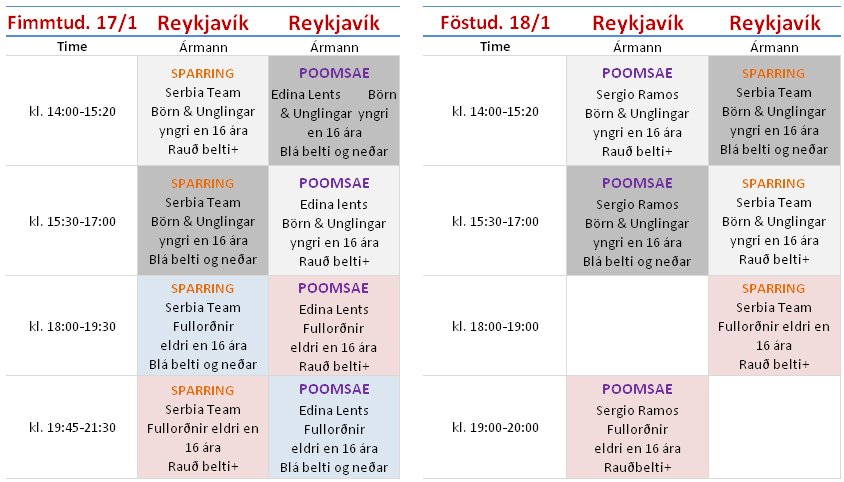 Fimmtud. 17/1 Reykjavík Reykjavík
Time Ármann Ármann
kl. 14:00-15:20
SPARRING
Serbia Team
Börn & Unglingar
yngri en 16 ára
Rauð belti+
POOMSAE
Edina Lents Börn
& Unglingar yngri
en 16 ára
Blá belti og neðar
kl. 15:30-17:00
SPARRING
Serbia Team
Börn & Unglingar
yngri en 16 ára
Blá belti og neðar
POOMSAE
Edina lents
Börn & Unglingar
yngri en 16 ára
Rauð belti+
kl. 18:00-19:30
SPARRING
Serbia Team
Fullorðnir
eldri en 16 ára
Blá belti og neðar
POOMSAE
Edina Lents
Fullorðnir
eldri en 16 ára
Rauð belti+
kl. 19:45-21:30
SPARRING
Serbia Team
Fullorðnir eldri en
16 ára
Rauð belti+
POOMSAE
Edina Lents
Fullorðnir
eldri en 16 ára
Blá belti og neðar
Föstud. 18/1 Reykjavík Reykjavík
Time Ármann Ármann
kl. 14:00-15:20
POOMSAE
Sergio Ramos
Börn & Unglingar
yngri en 16 ára
Rauð belti+
SPARRING
Serbia Team
Börn & Unglingar
yngri en 16 ára
Blá belti og neðar
kl. 15:30-17:00
POOMSAE
Sergio Ramos
Börn & Unglingar
yngri en 16 ára
Blá belti og neðar
SPARRING
Serbia Team
Börn & Unglingar
yngri en 16 ára
Rauð belti+
kl. 18:00-19:00
SPARRING
Serbia Team
Fullorðnir eldri en
16 ára
Rauð belti+
kl. 19:00-20:00
POOMSAE
Sergio Ramos
Fullorðnir
eldri en 16 ára
Rauðbelti+